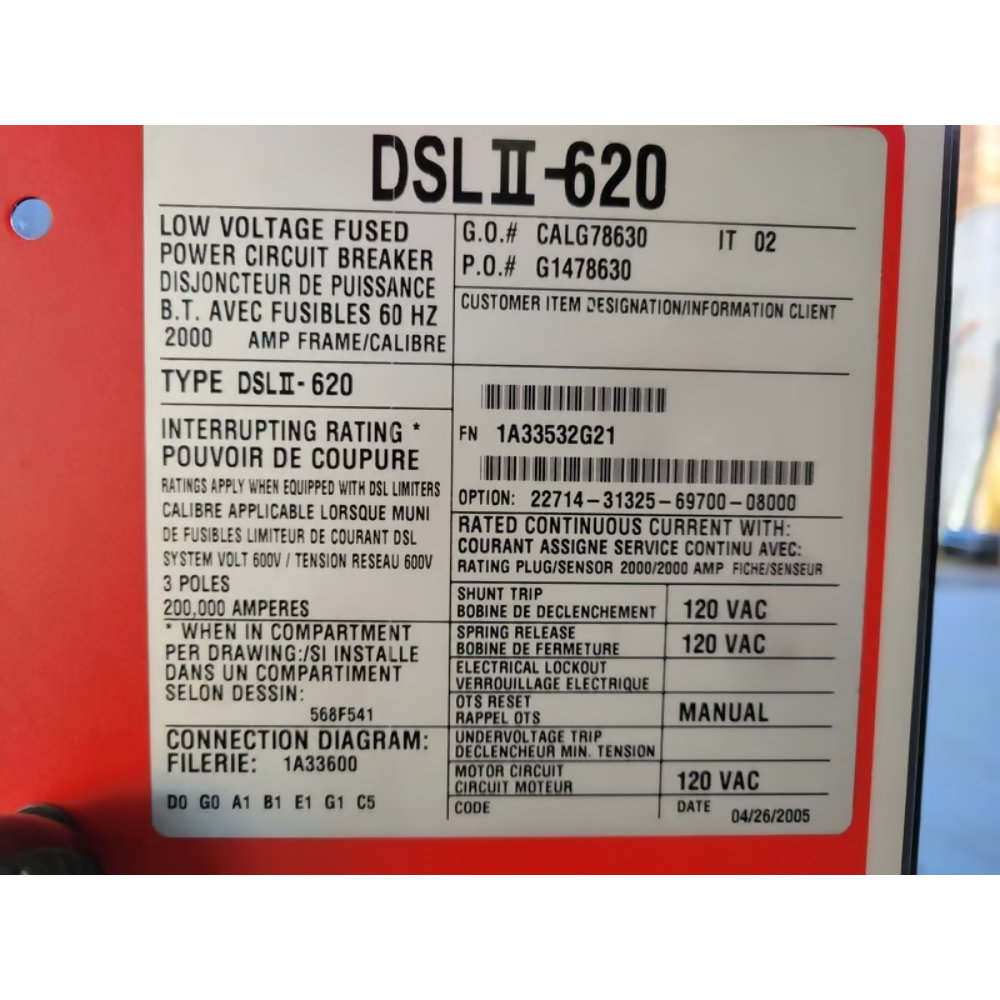 DSLⅡ-620
LOW VOLTAGE FUSED
POWER CIRCUIT BREAKER
DISJONCTEUR DE PUISSANCE
B.T. AVEC FUSIBLES 60 HZ
2000 AMP FRAME/CALIBRE
TYPE DSLⅡ-620
INTERRUPTING RATING *
POUVOIR DE COUPURE
RATINGS APPLY WHEN EQUIPPED WITH DSL LIMITERS
CALIBRE APPLICABLE LORSQUE MUNI
DE FUSIBLES LIMITEUR DE COURANT DSL
SYSTEM VOLT 600V / TENSION RESEAU 600V
3 POLES
200,000 AMPERES
* WHEN IN COMPARTMENT
PER DRAWING:/SI INSTALLE
DANS UN COMPARTIMENT
SELON DESSIN:
568F541
CONNECTION DIAGRAM:
FILERIE: 1A33600
D0 G0 A1 B1 E1 G1 C5
G.O.# CALG78630 IT 02
P.O.# G1478630
CUSTOMER ITEM DESIGNATION/INFORMATION CLIENT
FN 1A33532G21
OPTION: 22714-31325-69700-08000
RATED CONTINUOUS CURRENT WITH:
COURANT ASSIGNE SERVICE CONTINU AVEC:
RATING PLUG/SENSOR 2000/2000 AMP FICHE/SENSEUR
SHUNT TRIP
BOBINE DE DECLENCHEMENT 120 VAC
SPRING RELEASE
BOBINE DE FERMETURE 120 VAC
ELECTRICAL LOCKOUT
VERROUILLAGE ELECTRIQUE
OTS RESET
RAPPEL OTS MANUAL
UNDERVOLTAGE TRIP
DECLENCHEUR MIN. TENSION
MOTOR CIRCUIT
CIRCUIT MOTEUR 120 VAC
CODE DATE 04/26/2005